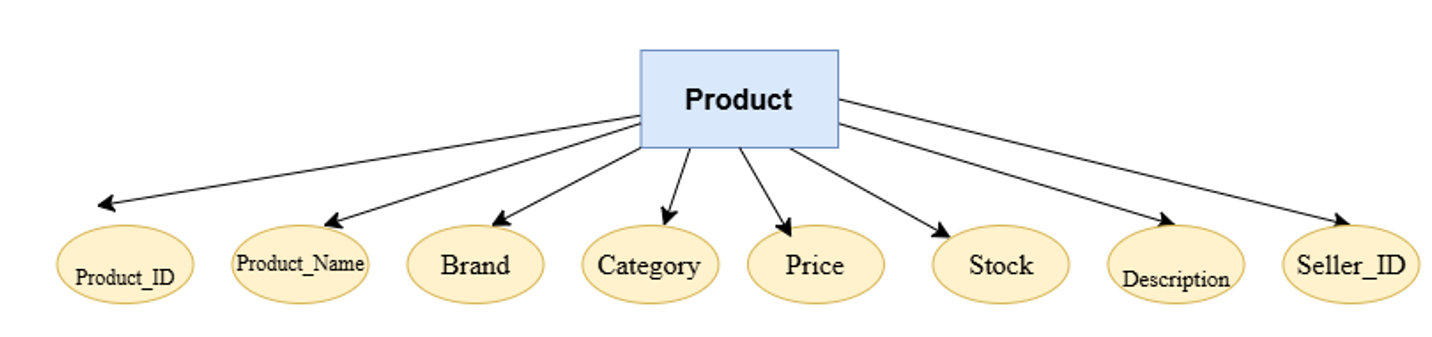 Product
Product_ID
Product_Name
Brand
Category
Price
Stock
Description
Seller_ID